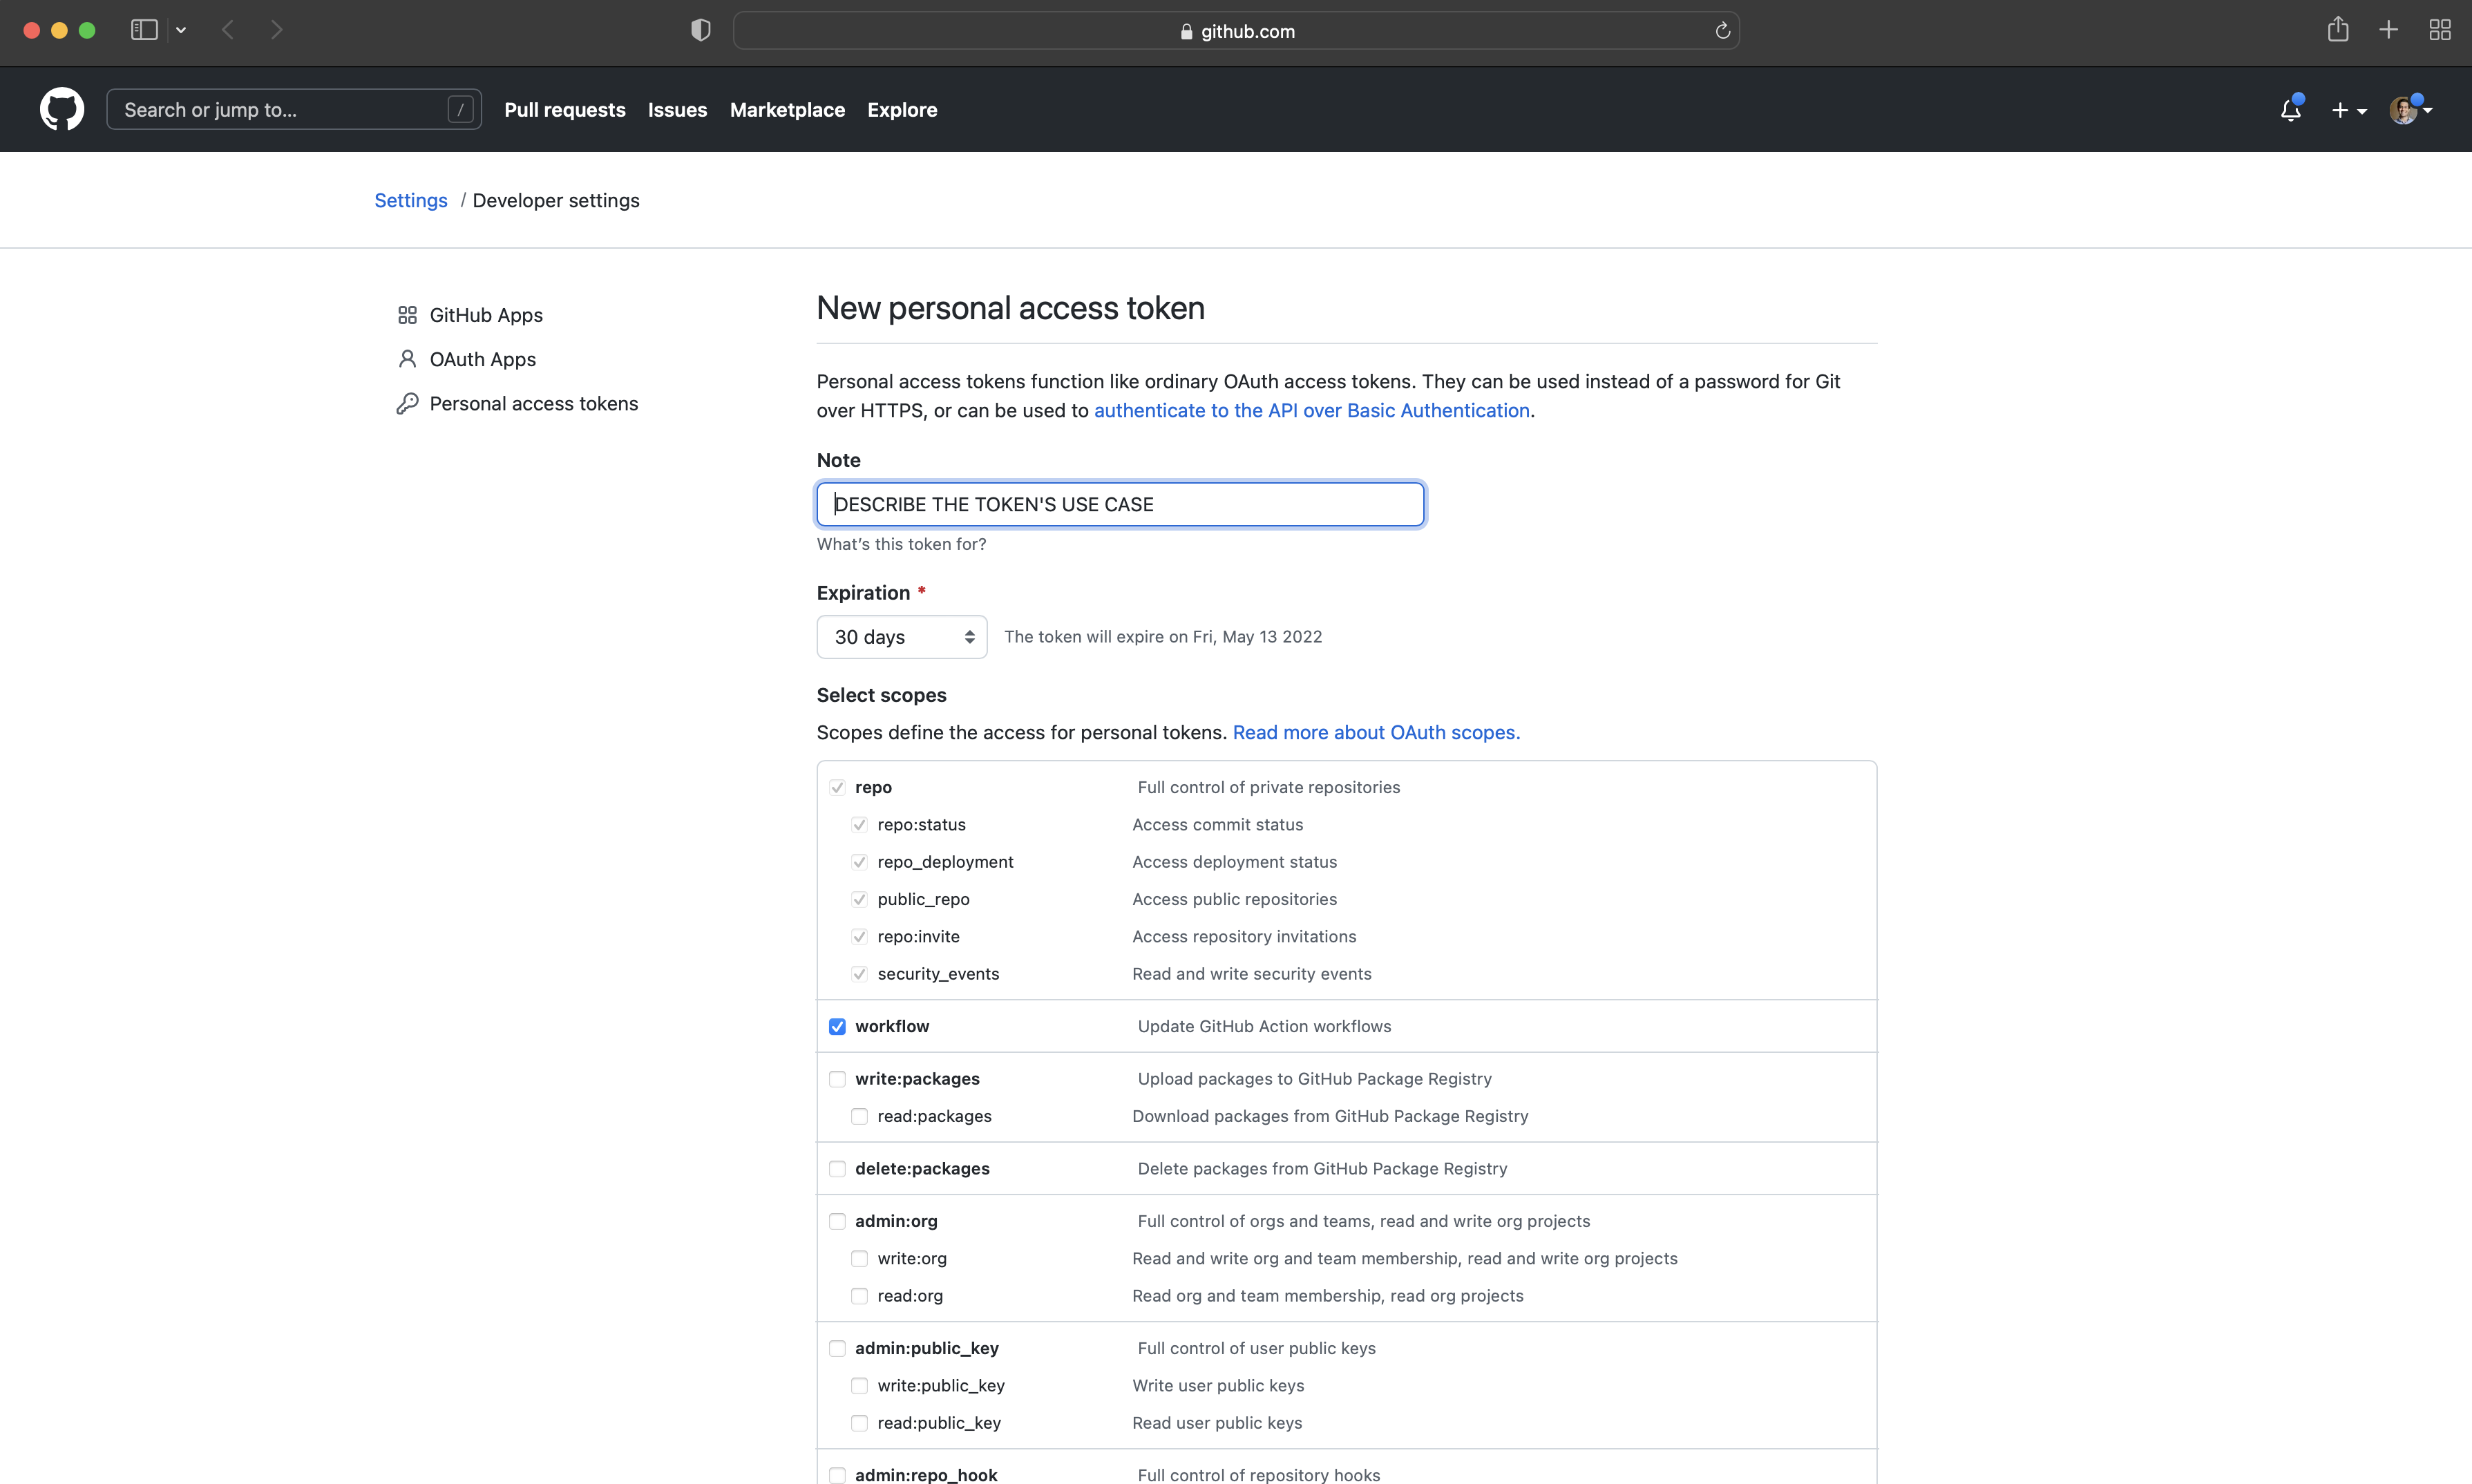 github.com
Search or jump to... /
Pull requests Issues Marketplace Explore
Settings / Developer settings
GitHub Apps
OAuth Apps
Personal access tokens
New personal access token
Personal access tokens function like ordinary OAuth access tokens. They can be used instead of a password for Git
over HTTPS, or can be used to authenticate to the API over Basic Authentication.
Note
DESCRIBE THE TOKEN'S USE CASE
What's this token for?
Expiration *
30 days The token will expire on Fri, May 13 2022
Select scopes
Scopes define the access for personal tokens. Read more about OAuth scopes.
repo Full control of private repositories
repo:status Access commit status
repo_deployment Access deployment status
public_repo Access public repositories
repo:invite Access repository invitations
security_events Read and write security events
workflow Update GitHub Action workflows
write:packages Upload packages to GitHub Package Registry
read:packages Download packages from GitHub Package Registry
delete:packages Delete packages from GitHub Package Registry
admin:org Full control of orgs and teams, read and write org projects
write:org Read and write org and team membership, read and write org projects
read:org Read org and team membership, read org projects
admin:public_key Full control of user public keys
write:public_key Write user public keys
read:public_key Read user public keys
admin:repo_hook Full control of repository hooks